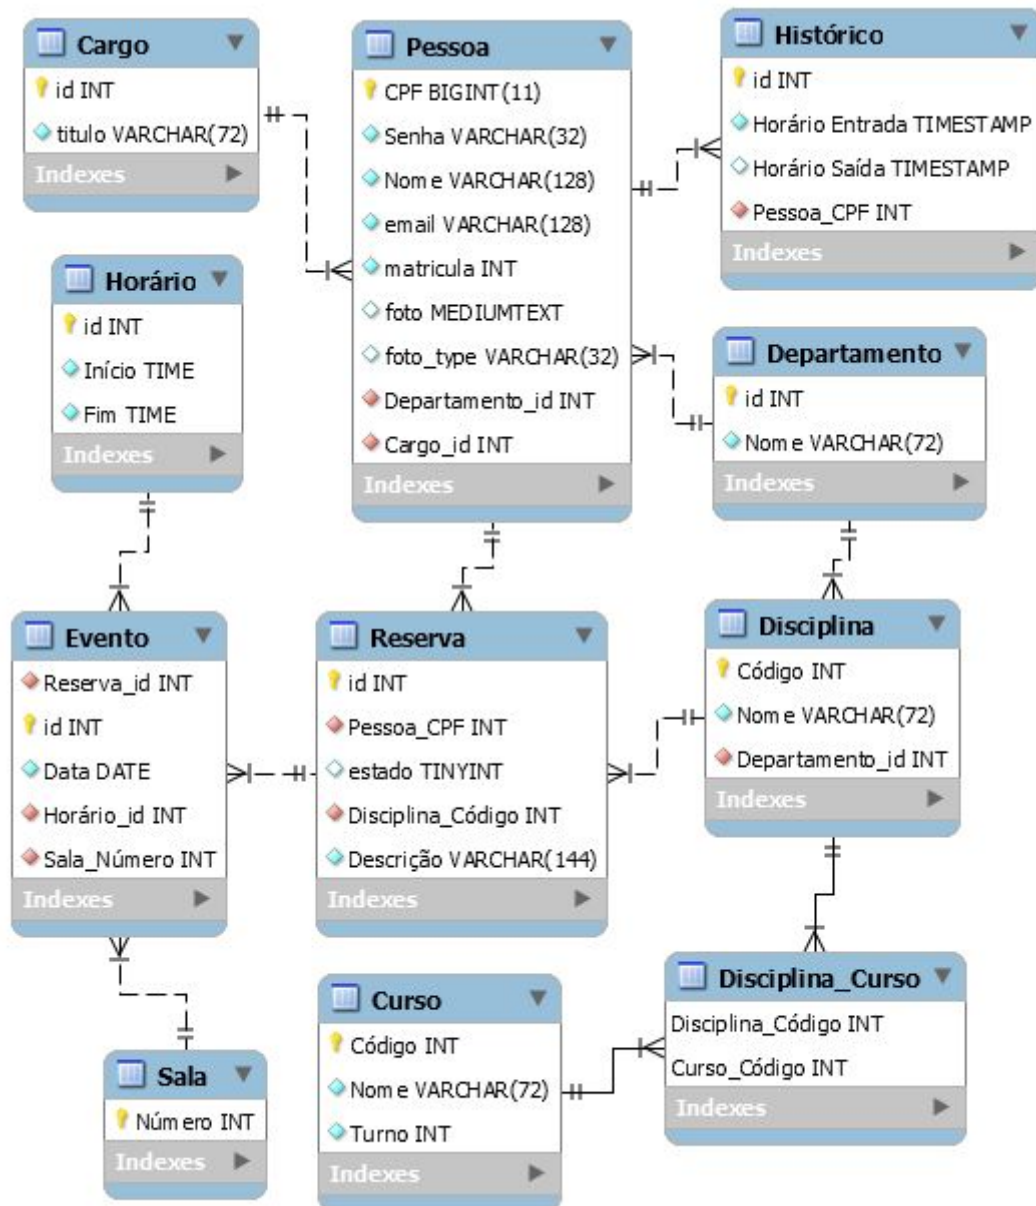 Cargo
id INT
titulo VARCHAR(72)
Indexes
Pessoa
CPF BIGINT(11)
Senha VARCHAR(32)
Nome VARCHAR(128)
email VARCHAR(128)
matricula INT
foto MEDIUMTEXT
foto_type VARCHAR(32)
Departamento_id INT
Cargo_id INT
Indexes
Histórico
id INT
Horário Entrada TIMESTAMP
Horário Saída TIMESTAMP
Pessoa_CPF INT
Indexes
Horário
id INT
Início TIME
Fim TIME
Indexes
Departamento
id INT
Nome VARCHAR(72)
Indexes
Evento
Reserva_id INT
id INT
Data DATE
Horário_id INT
Sala_Número INT
Indexes
Reserva
id INT
Pessoa_CPF INT
estado TINYINT
Disciplina_Código INT
Descrição VARCHAR(144)
Indexes
Disciplina
Código INT
Nome VARCHAR(72)
Departamento_id INT
Indexes
Sala
Número INT
Indexes
Curso
Código INT
Nome VARCHAR(72)
Turno INT
Indexes
Disciplina_Curso
Disciplina_Código INT
Curso_Código INT
Indexes